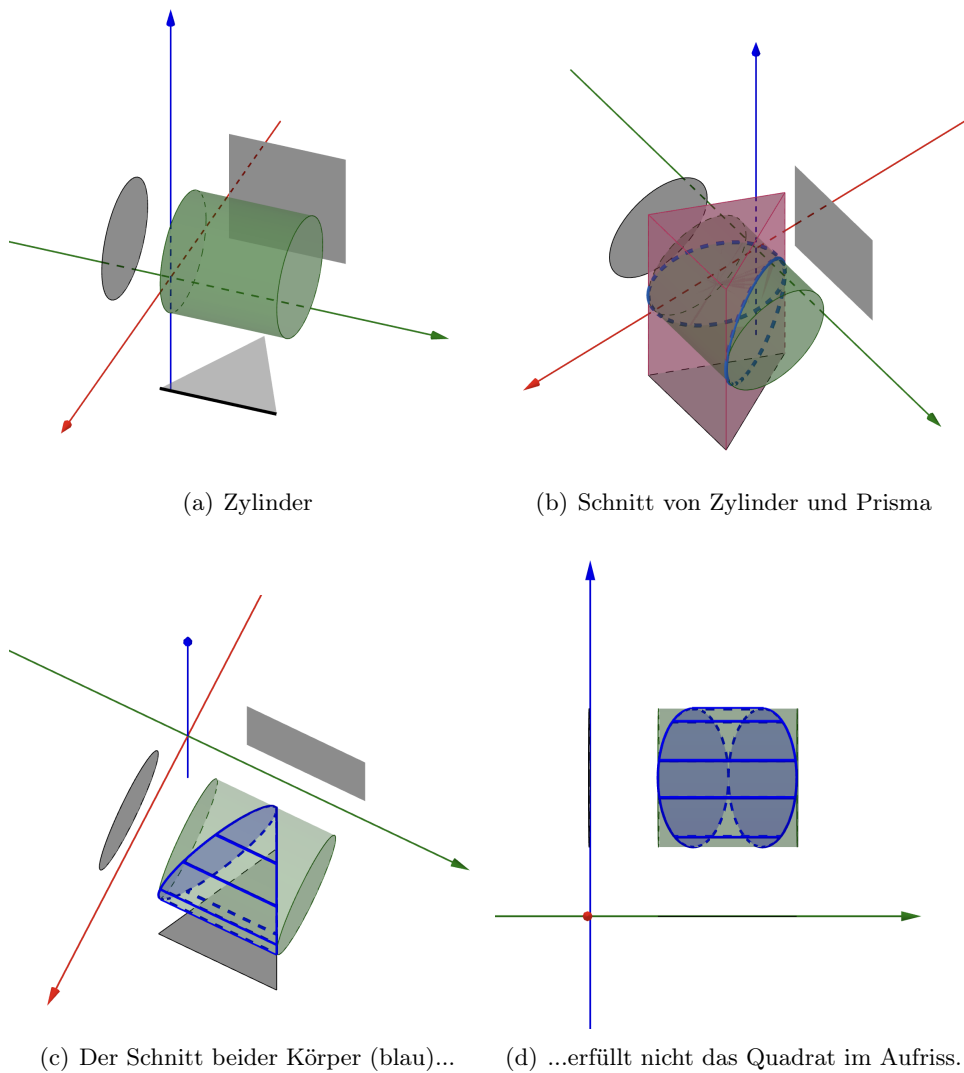 (a) Zylinder
(b) Schnitt von Zylinder und Prisma
(c) Der Schnitt beider Körper (blau)...
(d) ...erfüllt nicht das Quadrat im Aufriss.